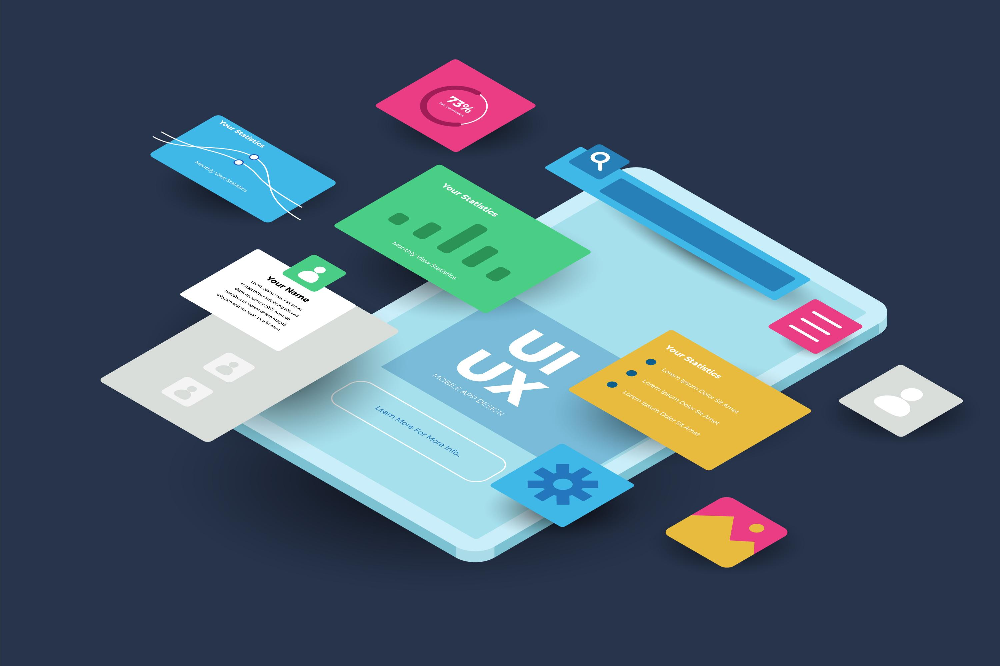 73%
Daily View Statistics
Your Statistics
Monthly View Statistics
Your Statistics
Monthly View Statistics
Your Name
Lorem ipsum dolor sit amet,
consectetuer adipiscing elit, sed
diam nonummy nibh euismod
tincidunt ut laoreet dolore magna
aliquam erat volutpat. Ut wisi enim
UI
UX
MOBILE APP DESIGN
Learn More For More Info..
Your Statistics
Lorem Ipsum Dolor Sit Amet
Lorem Ipsum Dolor Sit Amet
Lorem Ipsum Dolor Sit Amet